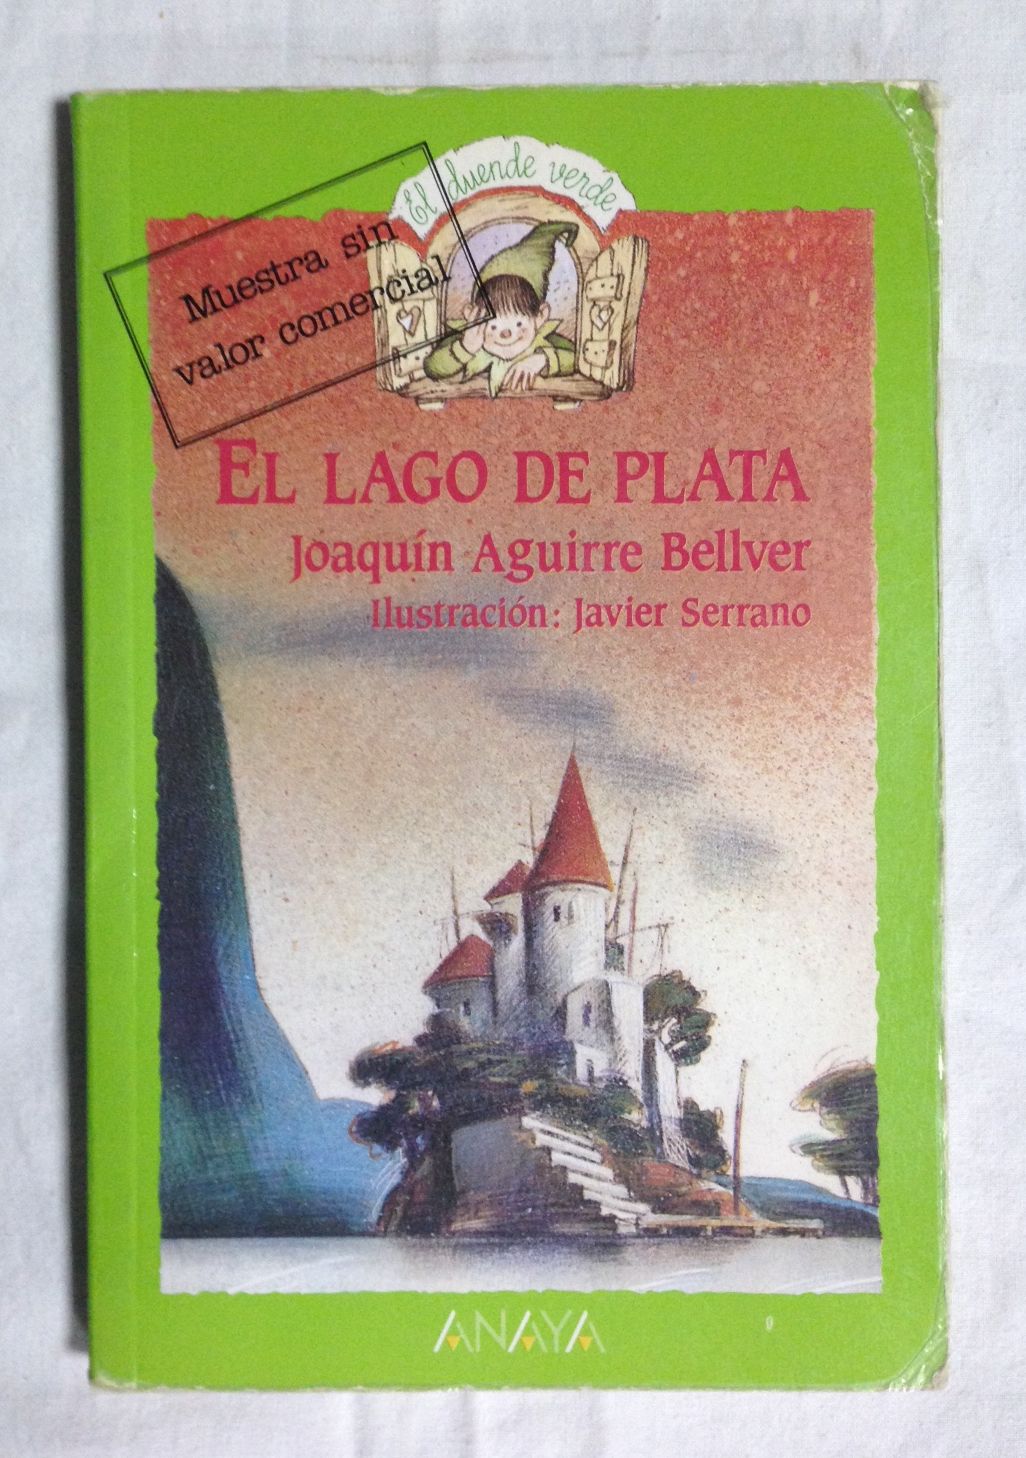 El duende verde
Muestra sin
valor comercial
EL LAGO DE PLATA
Joaquín Aguirre Bellver
Ilustración: Javier Serrano
ANAYA